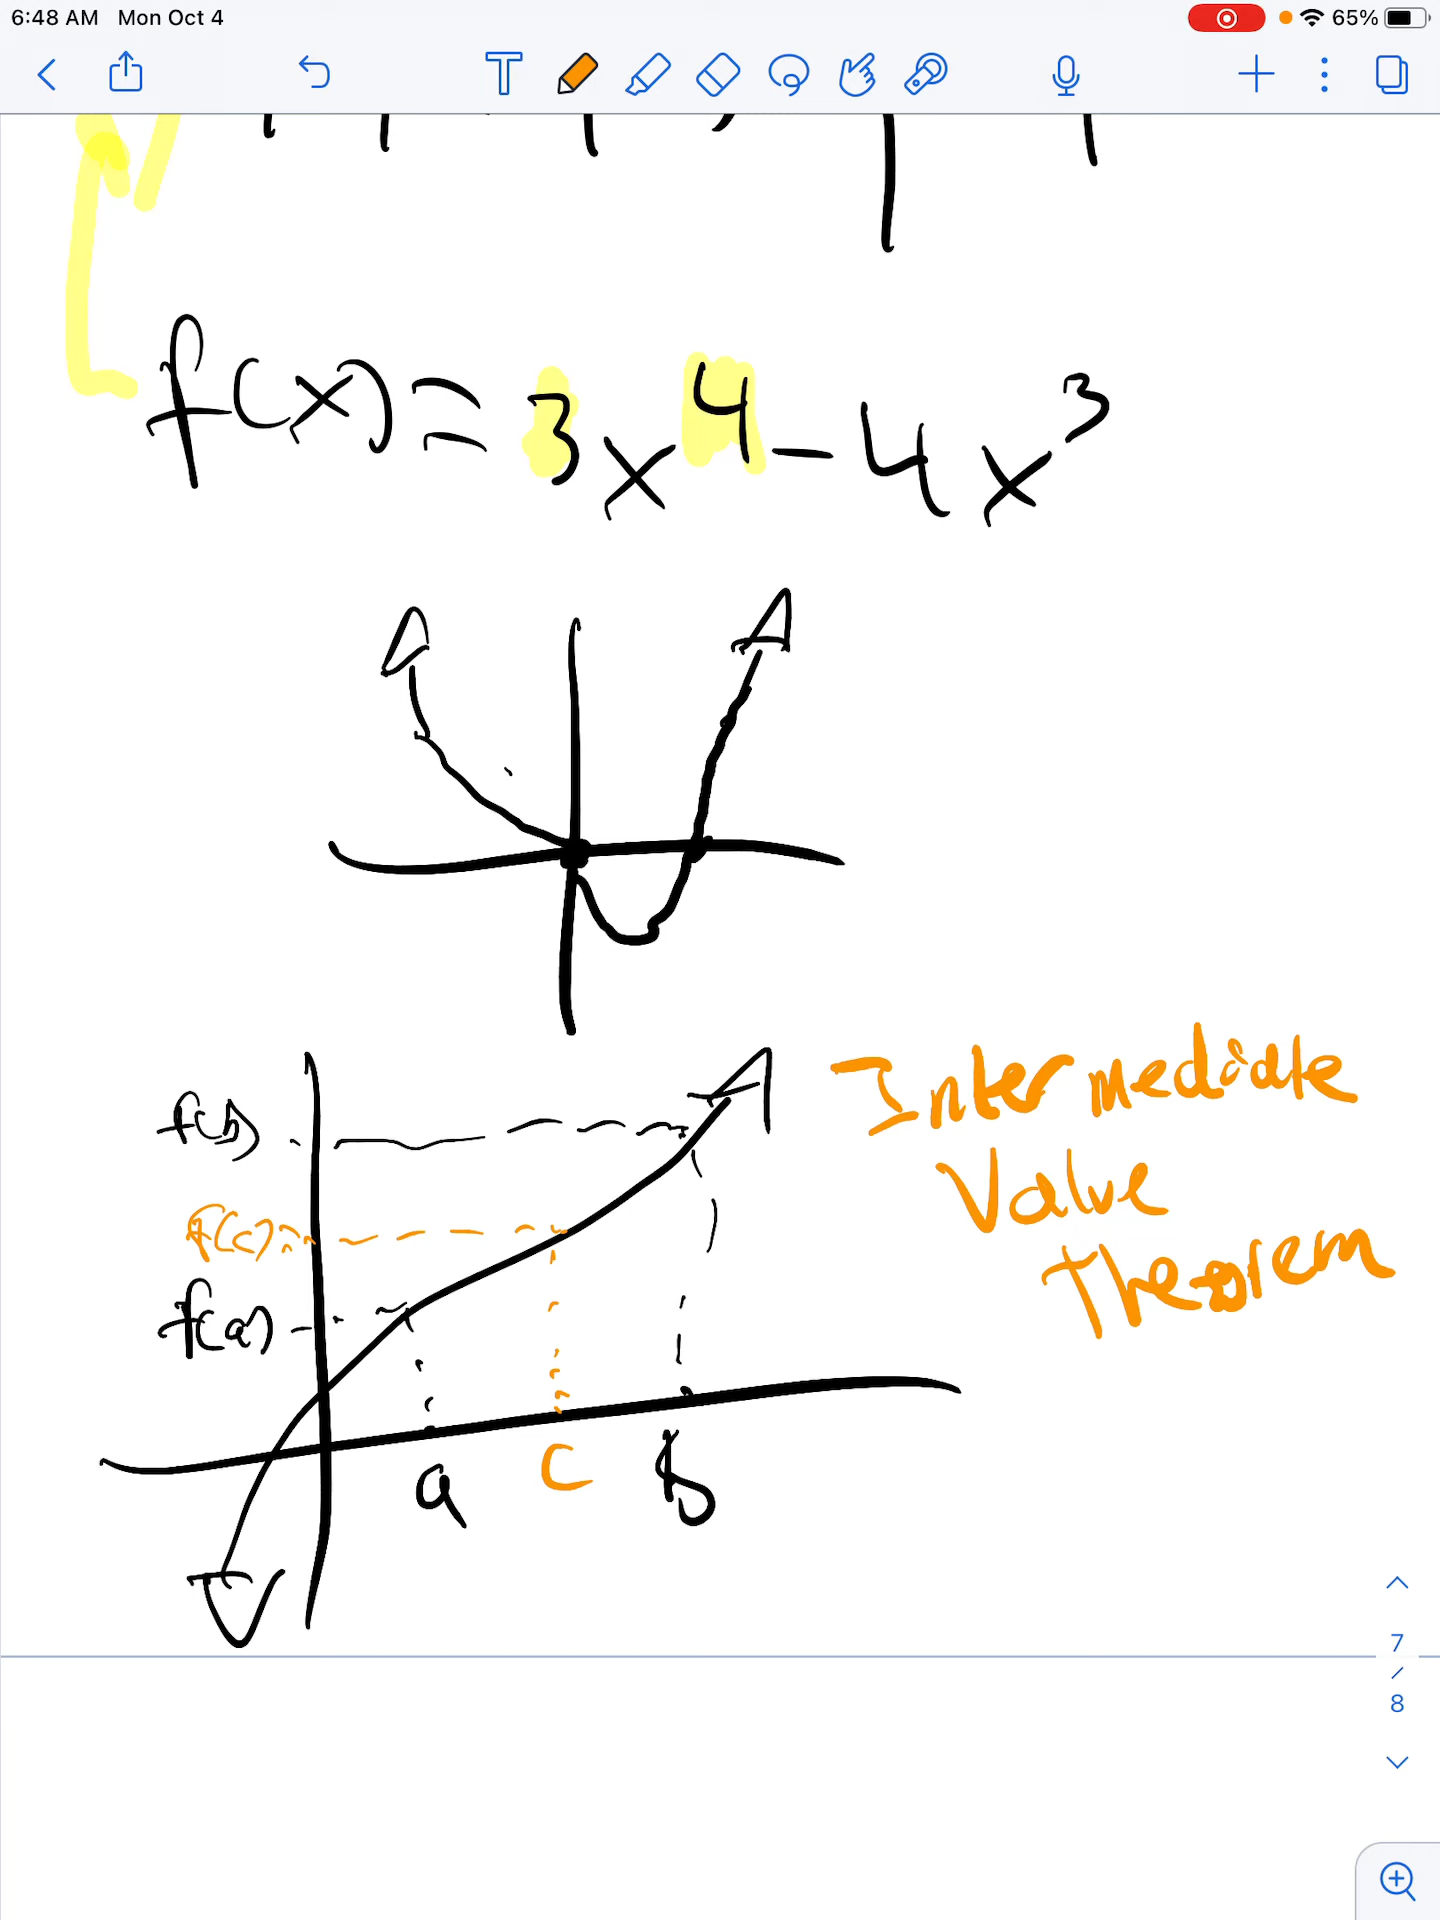 6:48 AM Mon Oct 4 65%
T
f(x) = 3x⁴ - 4x³
Intermediate
Value
Theorem
f(b)
f(c)
f(a)
a c b
7
/
8